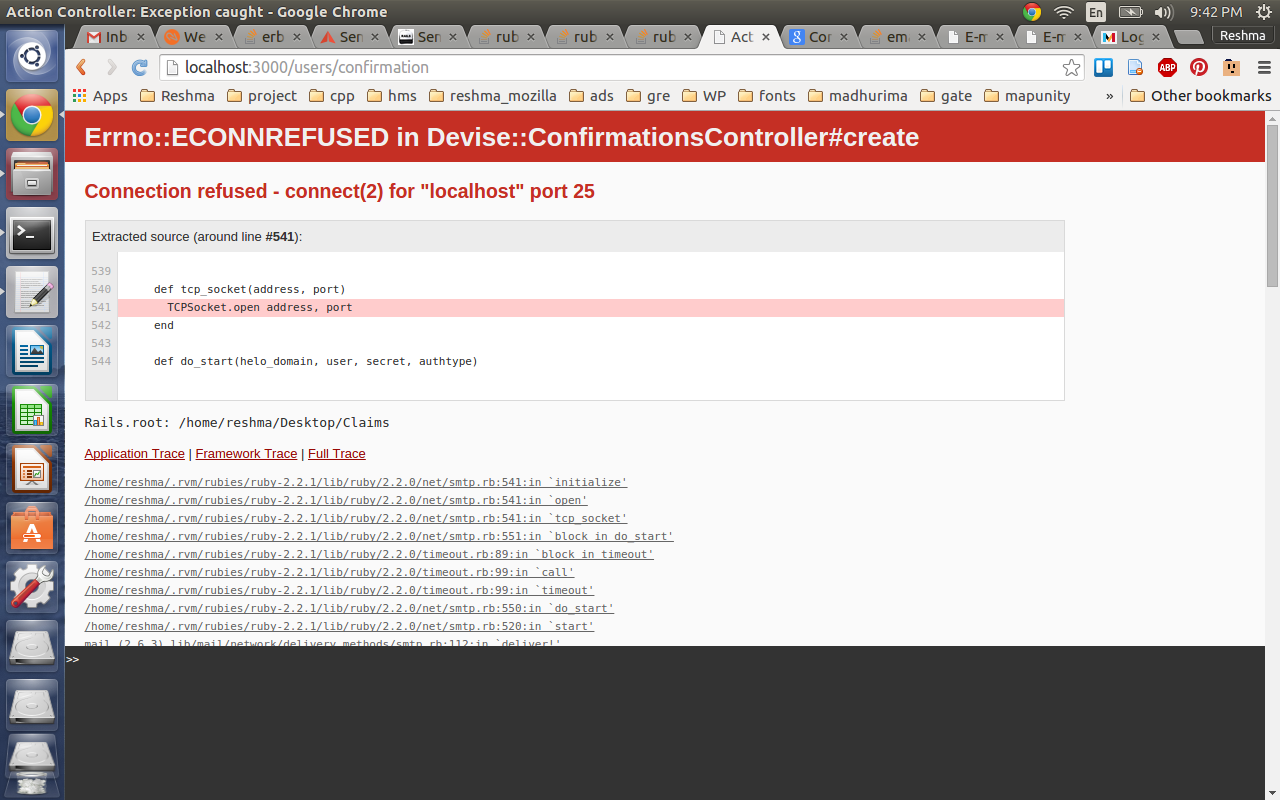 Action Controller: Exception caught - Google Chrome
En
9:42 PM
Inb
We
erb
Sen
Sen
rub
rub
rub
Act
Cor
ema
E-m
E-m
Log
Reshma
localhost:3000/users/confirmation
ABP
Apps
Reshma
project
cpp
hms
reshma_mozilla
ads
gre
WP
fonts
madhurima
gate
mapunity
»
Other bookmarks
Errno::ECONNREFUSED in Devise::ConfirmationsController#create
Connection refused - connect(2) for "localhost" port 25
Extracted source (around line #541):
539
540 def tcp_socket(address, port)
541 TCPSocket.open address, port
542 end
543
544 def do_start(helo_domain, user, secret, authtype)
Rails.root: /home/reshma/Desktop/Claims
Application Trace | Framework Trace | Full Trace
/home/reshma/.rvm/rubies/ruby-2.2.1/lib/ruby/2.2.0/net/smtp.rb:541:in `initialize'
/home/reshma/.rvm/rubies/ruby-2.2.1/lib/ruby/2.2.0/net/smtp.rb:541:in `open'
/home/reshma/.rvm/rubies/ruby-2.2.1/lib/ruby/2.2.0/net/smtp.rb:541:in `tcp_socket'
/home/reshma/.rvm/rubies/ruby-2.2.1/lib/ruby/2.2.0/net/smtp.rb:551:in `block in do_start'
/home/reshma/.rvm/rubies/ruby-2.2.1/lib/ruby/2.2.0/timeout.rb:89:in `block in timeout'
/home/reshma/.rvm/rubies/ruby-2.2.1/lib/ruby/2.2.0/timeout.rb:99:in `call'
/home/reshma/.rvm/rubies/ruby-2.2.1/lib/ruby/2.2.0/timeout.rb:99:in `timeout'
/home/reshma/.rvm/rubies/ruby-2.2.1/lib/ruby/2.2.0/net/smtp.rb:550:in `do_start'
/home/reshma/.rvm/rubies/ruby-2.2.1/lib/ruby/2.2.0/net/smtp.rb:520:in `start'
mail (2.6.3) lib/mail/network/delivery_methods/smtp.rb:112:in `deliver!'
>>